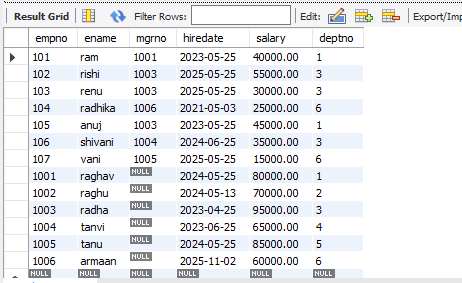 Result Grid Filter Rows: Edit: Export/Imp
empno ename mgrno hiredate salary deptno
101 ram 1001 2023-05-25 40000.00 1
102 rishi 1003 2025-05-25 55000.00 3
103 renu 1003 2025-05-25 30000.00 3
104 radhika 1006 2021-05-03 25000.00 6
105 anuj 1003 2023-05-25 45000.00 1
106 shivani 1004 2024-06-25 35000.00 3
107 vani 1005 2025-05-25 15000.00 6
1001 raghav NULL 2024-05-25 80000.00 1
1002 raghu NULL 2024-05-13 70000.00 2
1003 radha NULL 2023-04-25 95000.00 3
1004 tanvi NULL 2023-06-25 65000.00 4
1005 tanu NULL 2024-05-25 85000.00 5
1006 armaan NULL 2025-11-02 60000.00 6
NULL NULL NULL NULL NULL NULL